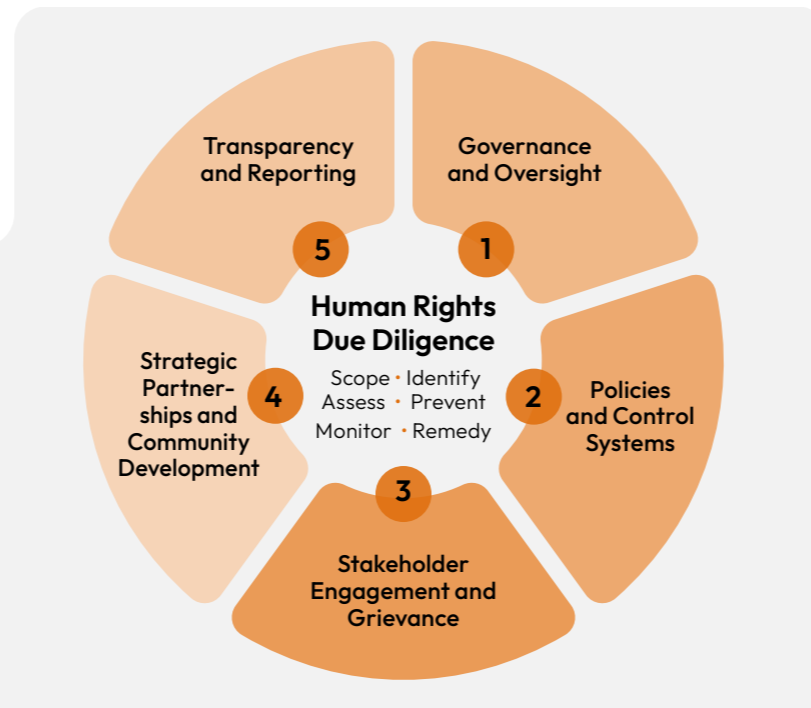 Human Rights
Due Diligence
Scope • Identify
Assess • Prevent
Monitor • Remedy
1
Governance
and Oversight
2
Policies
and Control
Systems
3
Stakeholder
Engagement and
Grievance
4
Strategic
Partner-
ships and
Community
Development
5
Transparency
and Reporting